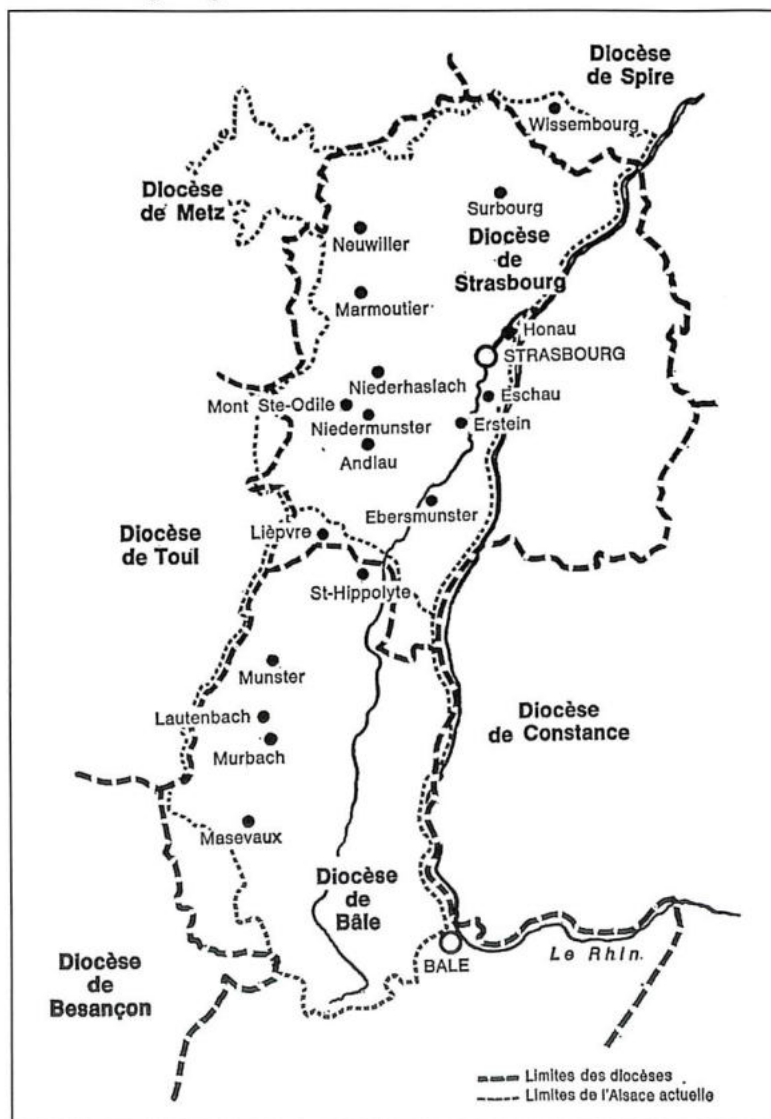 Diocèse
de Spire
Wissembourg
Diocèse
de Metz
Surbourg
Neuwiller
Diocèse
de
Strasbourg
Marmoutier
Honau
STRASBOURG
Niederhaslach
Eschau
Mont Ste-Odile
Niedermunster
Erstein
Andlau
Ebersmunster
Diocèse
de Toul
Lièpvre
St-Hippolyte
Munster
Lautenbach
Diocèse
de Constance
Murbach
Masevaux
Diocèse
de
Bâle
Diocèse
de
Besançon
BALE
Le Rhin
Limites des diocèses
Limites de l'Alsace actuelle